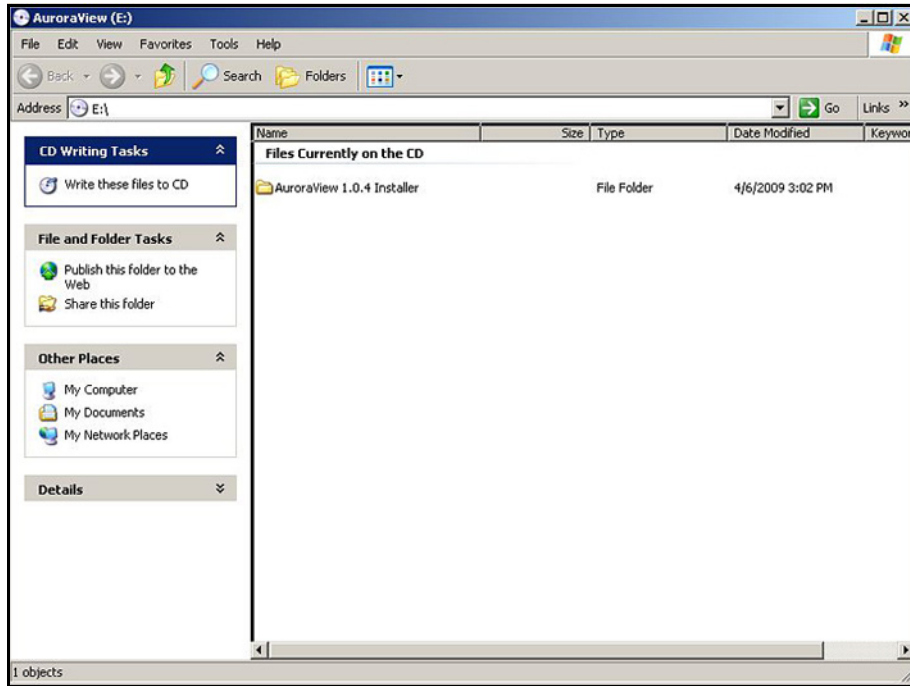 AuroraView (E:)
File Edit View Favorites Tools Help
Back Search Folders
Address E:\ Go Links »
Name Size Type Date Modified Keywor
CD Writing Tasks
Files Currently on the CD
Write these files to CD
AuroraView 1.0.4 Installer File Folder 4/6/2009 3:02 PM
File and Folder Tasks
Publish this folder to the
Web
Share this folder
Other Places
My Computer
My Documents
My Network Places
Details
1 objects